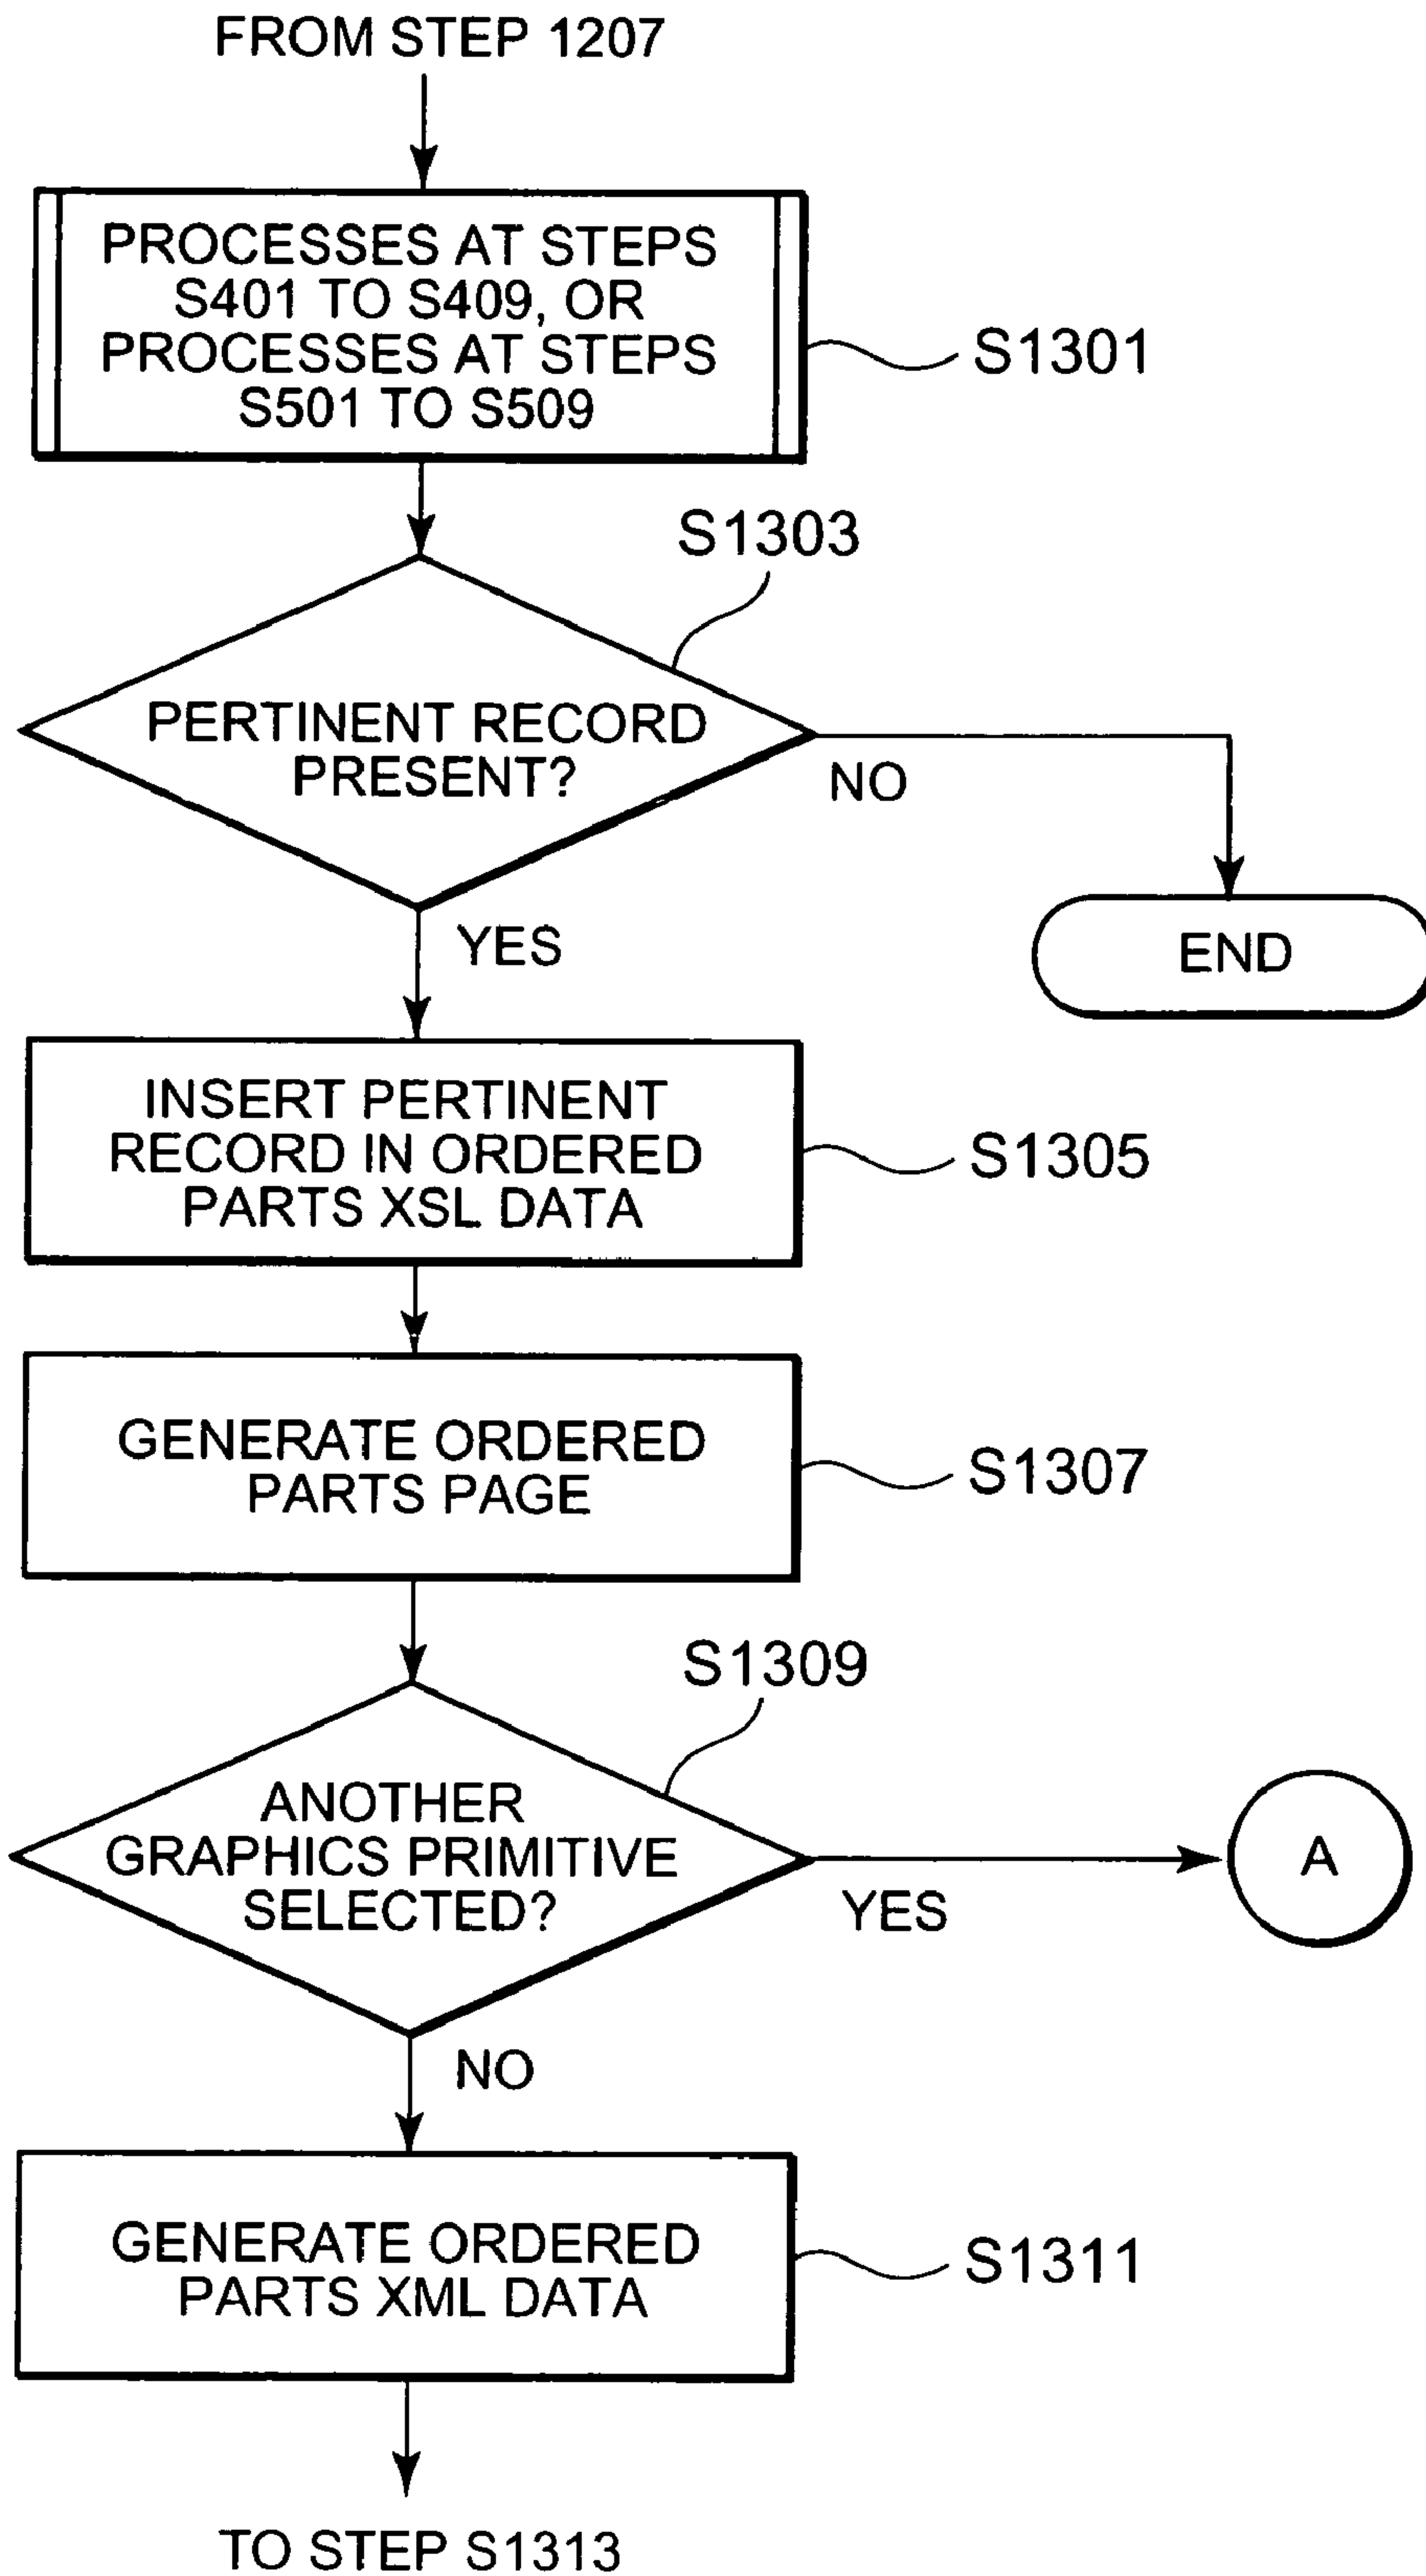 FROM STEP 1207
PROCESSES AT STEPS
S401 TO S409, OR
PROCESSES AT STEPS
S501 TO S509
S1301
S1303
PERTINENT RECORD
PRESENT?
NO
YES
END
INSERT PERTINENT
RECORD IN ORDERED
PARTS XSL DATA
S1305
GENERATE ORDERED
PARTS PAGE
S1307
S1309
ANOTHER
GRAPHICS PRIMITIVE
SELECTED?
A
YES
NO
GENERATE ORDERED
PARTS XML DATA
S1311
TO STEP S1313